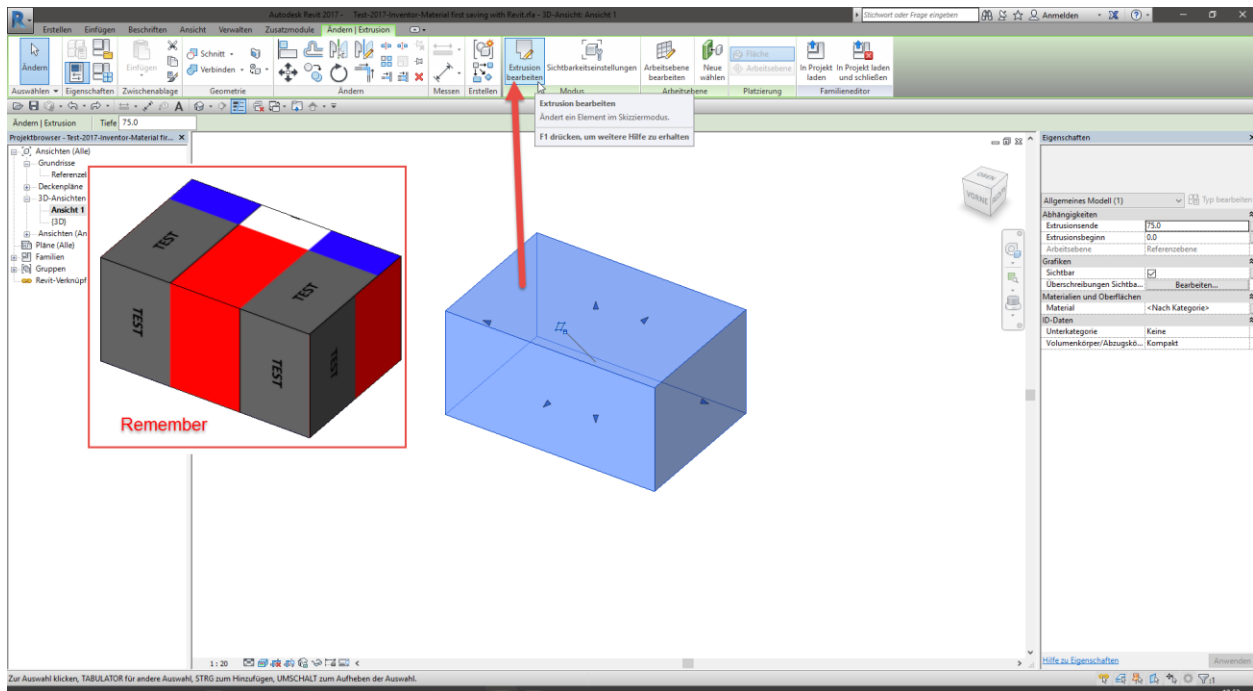 Autodesk Revit 2017 - Test-2017-Inventor-Material first saving with Revit.rfa - 3D-Ansicht: Ansicht 1
Stichwort oder Frage eingeben
Anmelden
Erstellen Einfügen Beschriften Ansicht Verwalten Zusatzmodule Ändern | Extrusion
Ändern
Einfügen
Schnitt
Verbinden
Extrusion bearbeiten
Sichtbarkeitseinstellungen
Arbeitsebene bearbeiten
Neue wählen
Fläche
Arbeitsebene
In Projekt laden
In Projekt laden und schließen
Auswählen Eigenschaften Zwischenablage Geometrie Ändern Messen Erstellen Modus Arbeitsebene Platzierung Familieneditor
Ändern | Extrusion Tiefe 75.0
Extrusion bearbeiten
Ändert ein Element im Skizziermodus.
F1 drücken, um weitere Hilfe zu erhalten
Projektbrowser - Test-2017-Inventor-Material fir...
Ansichten (Alle)
Grundrisse
Referenzel
Deckenpläne
3D-Ansichten
Ansicht 1
(3D)
Ansichten (An
Pläne (Alle)
Familien
Gruppen
Revit-Verknüpf
TEST
TEST
TEST
TEST
TEST
Remember
OBEN
VORNE
Eigenschaften
Allgemeines Modell (1)
Typ bearbeiten
Abhängigkeiten
Extrusionsende 75.0
Extrusionsbeginn 0.0
Arbeitsebene Referenzebene
Grafiken
Sichtbar
Überschreibungen Sichtba... Bearbeiten...
Materialien und Oberflächen
Material <Nach Kategorie>
ID-Daten
Unterkategorie Keine
Volumenkörper/Abzugskö... Kompakt
1 : 20
Hilfe zu Eigenschaften
Anwenden
Zur Auswahl klicken, TABULATOR für andere Auswahl, STRG zum Hinzufügen, UMSCHALT zum Aufheben der Auswahl.
:1